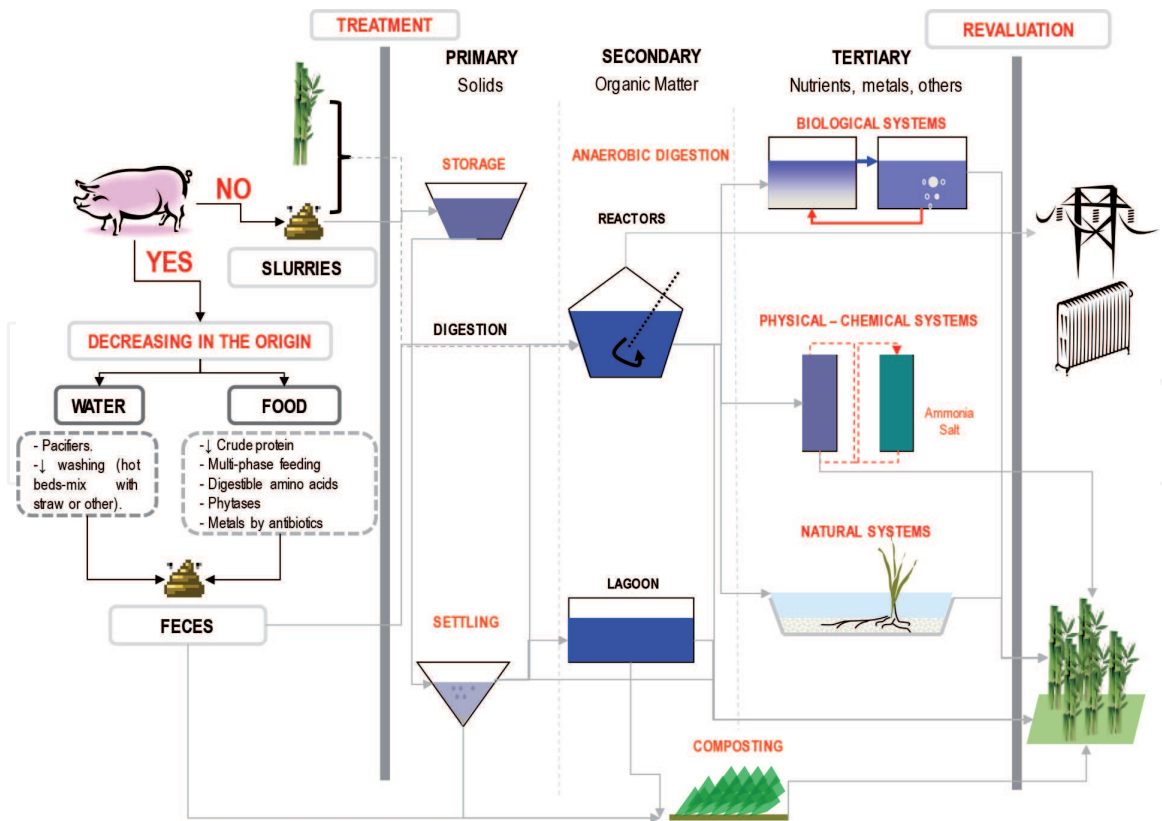 TREATMENT
REVALUATION
PRIMARY
Solids
SECONDARY
Organic Matter
TERTIARY
Nutrients, metals, others
BIOLOGICAL SYSTEMS
ANAEROBIC DIGESTION
STORAGE
NO
REACTORS
YES
SLURRIES
DECREASING IN THE ORIGIN
DIGESTION
PHYSICAL – CHEMICAL SYSTEMS
WATER
FOOD
Ammonia
Salt
- Pacifiers.
-↓ washing (hot
beds-mix with
straw or other).
-↓ Crude protein
- Multi-phase feeding
- Digestible amino acids
- Phytases
- Metals by antibiotics
NATURAL SYSTEMS
LAGOON
FECES
SETTLING
COMPOSTING